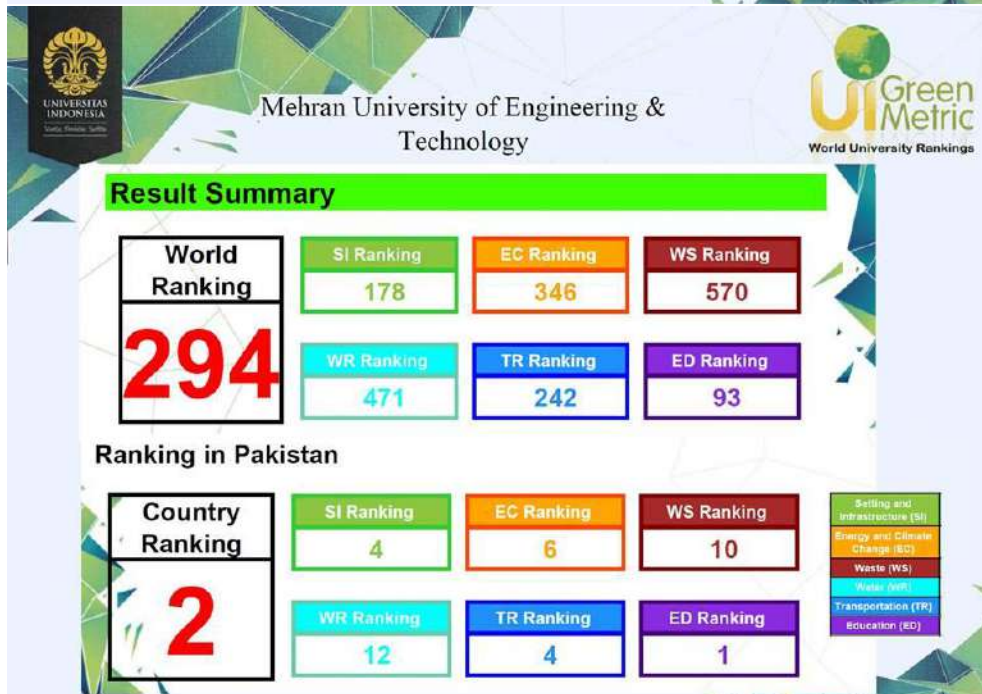 UNIVERSITAS
INDONESIA
Mehran University of Engineering &
Technology
UI
Green
Metric
World University Rankings
Result Summary
World
Ranking
294
SI Ranking
178
EC Ranking
346
WS Ranking
570
WR Ranking
471
TR Ranking
242
ED Ranking
93
Ranking in Pakistan
Country
Ranking
2
SI Ranking
4
EC Ranking
6
WS Ranking
10
WR Ranking
12
TR Ranking
4
ED Ranking
1
Setting and
Infrastructure (SI)
Energy and Climate
Change (EC)
Waste (WS)
Water (WR)
Transportation (TR)
Education (ED)